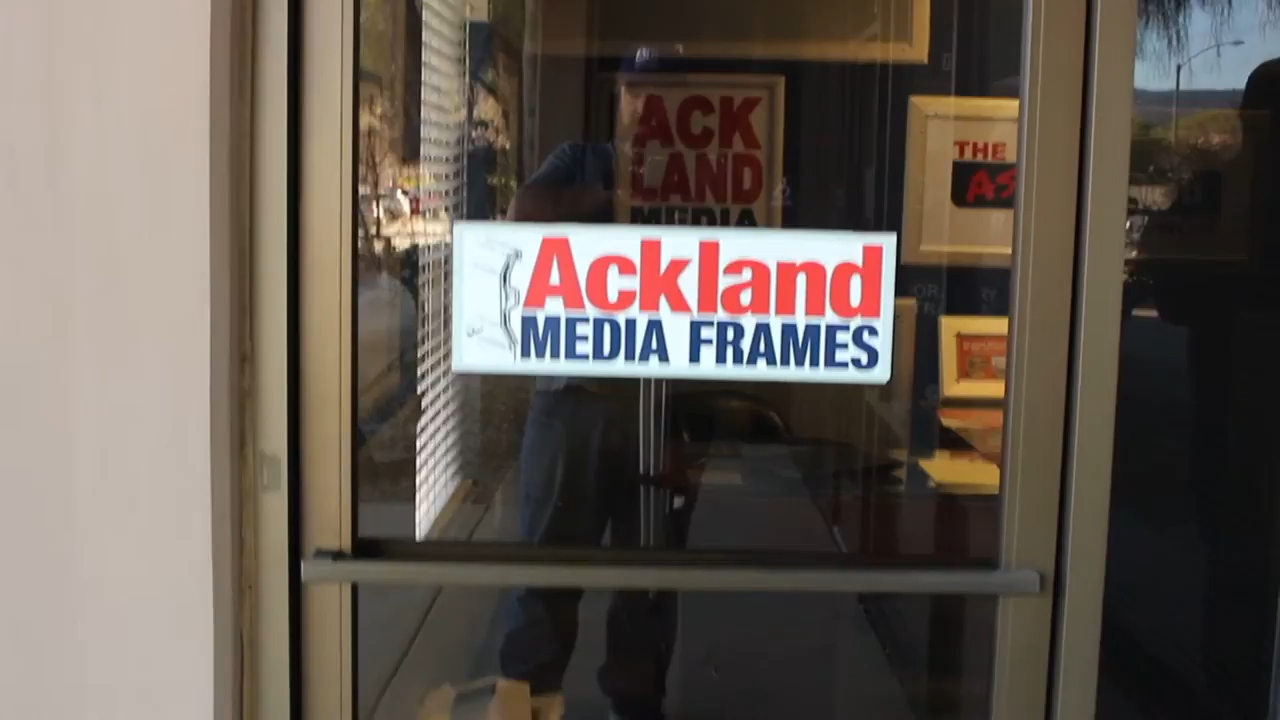 ACK
LAND
MEDIA
THE
AS
Ackland
MEDIA FRAMES